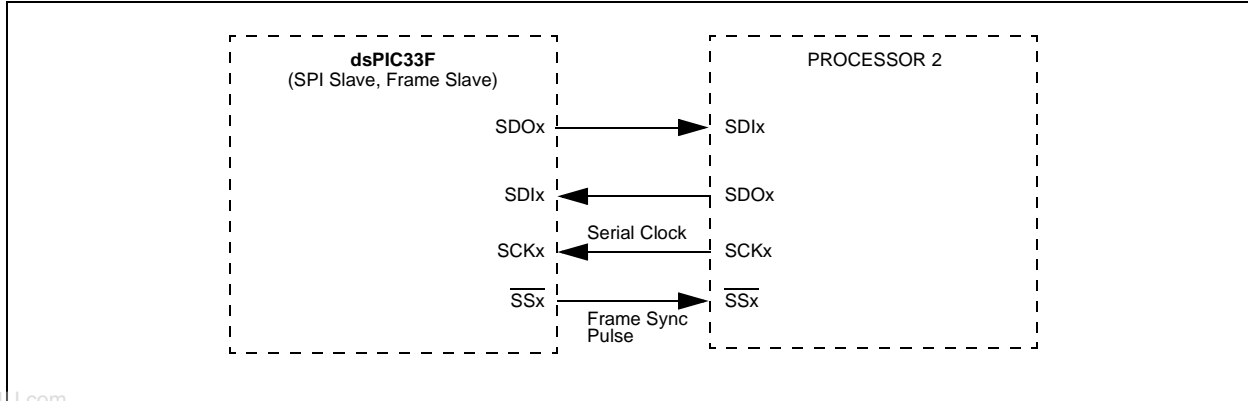 dsPIC33F
(SPI Slave, Frame Slave)
PROCESSOR 2
SDOx
SDIx
SDIx
SDOx
Serial Clock
SCKx
SCKx
SSx
SSx
Frame Sync
Pulse